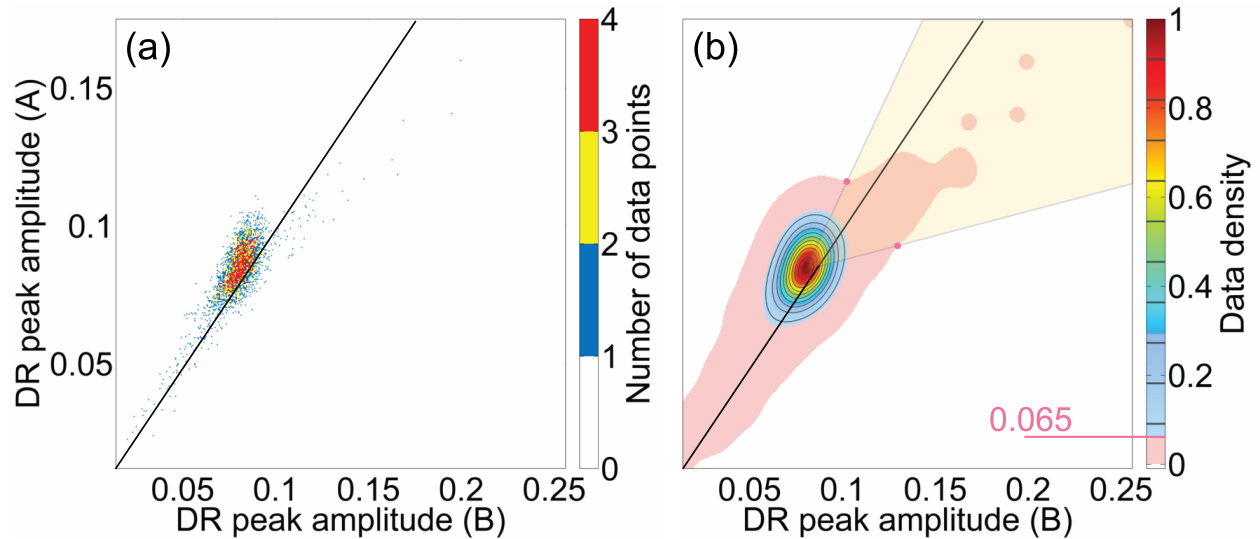 (a)
DR peak amplitude (A)
0.15
0.1
0.05
0.05 0.1 0.15 0.2 0.25
DR peak amplitude (B)
4
3
2
1
0
Number of data points
(b)
0.065
0.05 0.1 0.15 0.2 0.25
DR peak amplitude (B)
1
0.8
0.6
0.4
0.2
0
Data density